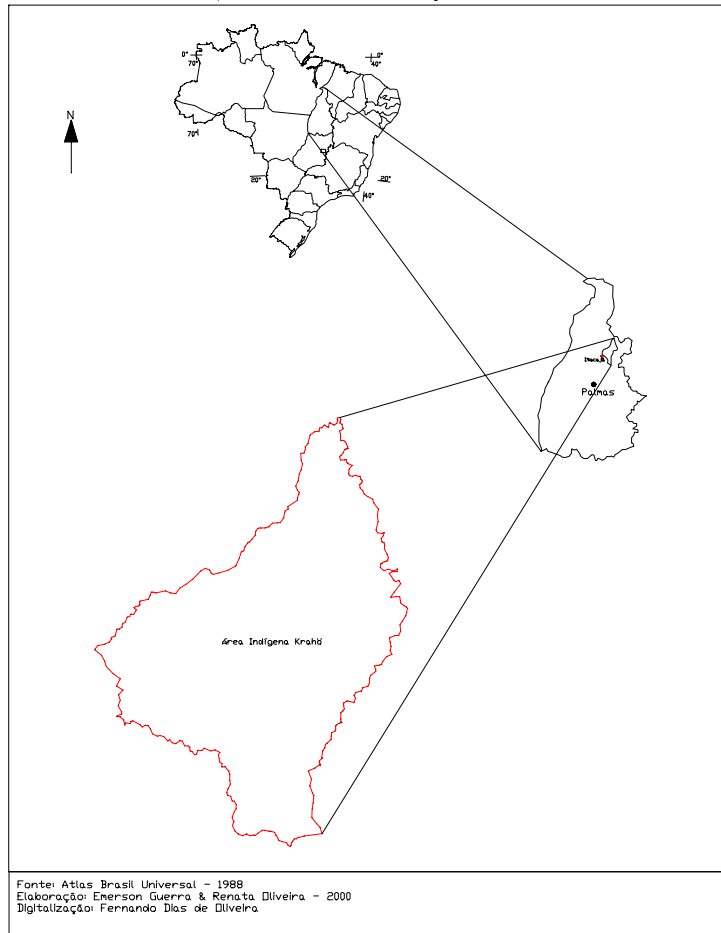 0°
70°
0°
40°
N
70°
20°
20°
40°
Itacajá
Palmas
Área Indígena Krahô
Fonte: Atlas Brasil Universal - 1988
Elaboração: Emerson Guerra & Renata Oliveira - 2000
Digitalização: Fernando Dias de Oliveira